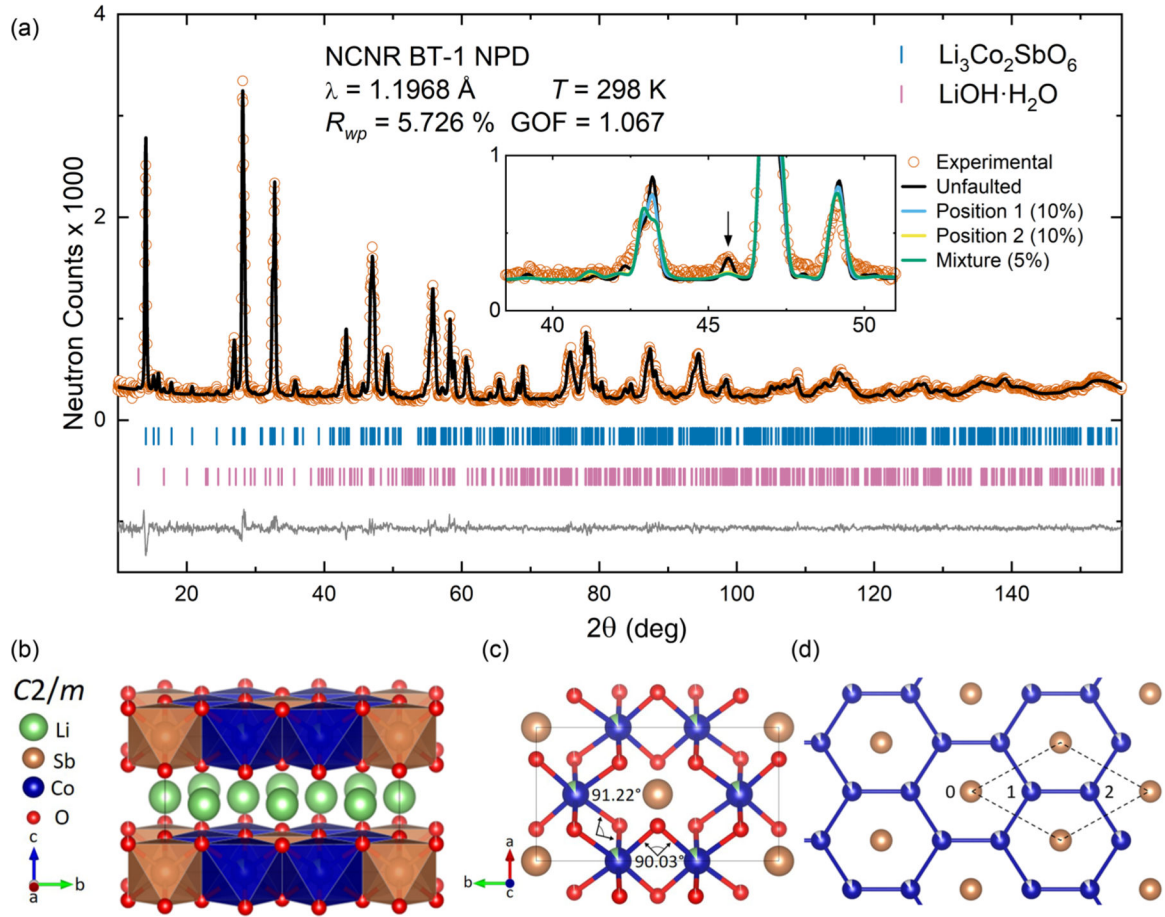 (a)
4
2
0
Neutron Counts x 1000
NCNR BT-1 NPD
λ = 1.1968 Å T = 298 K
Rwp = 5.726 % GOF = 1.067
Li3Co2SbO6
LiOH·H2O
1
0
40 45 50
Experimental
Unfaulted
Position 1 (10%)
Position 2 (10%)
Mixture (5%)
20 40 60 80 100 120 140
2θ (deg)
(b)
C2/m
Li
Sb
Co
O
c
a
b
(c)
91.22°
90.03°
a
b
c
(d)
0 1 2